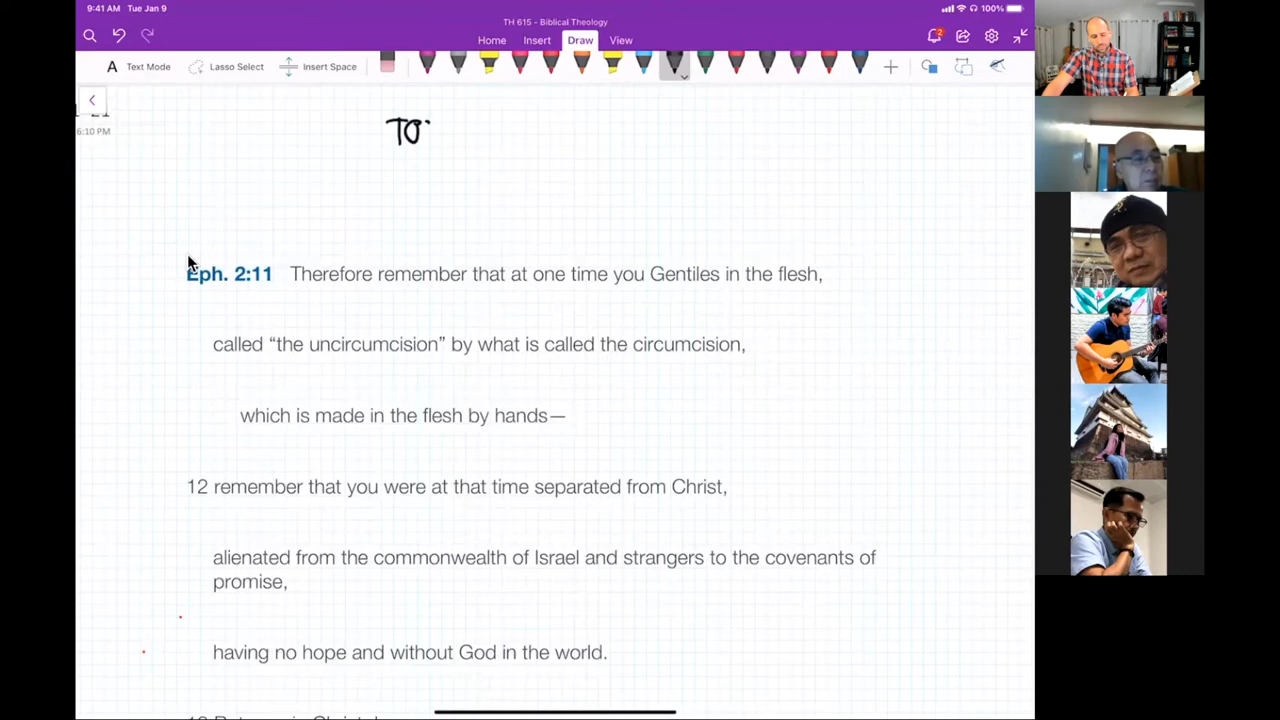 9:41 AM Tue Jan 9
100%
TH 615 - Biblical Theology
Home Insert Draw View
2
Text Mode Lasso Select Insert Space
6:10 PM
TO
Eph. 2:11 Therefore remember that at one time you Gentiles in the flesh,
called “the uncircumcision” by what is called the circumcision,
which is made in the flesh by hands—
12 remember that you were at that time separated from Christ,
alienated from the commonwealth of Israel and strangers to the covenants of
promise,
having no hope and without God in the world.